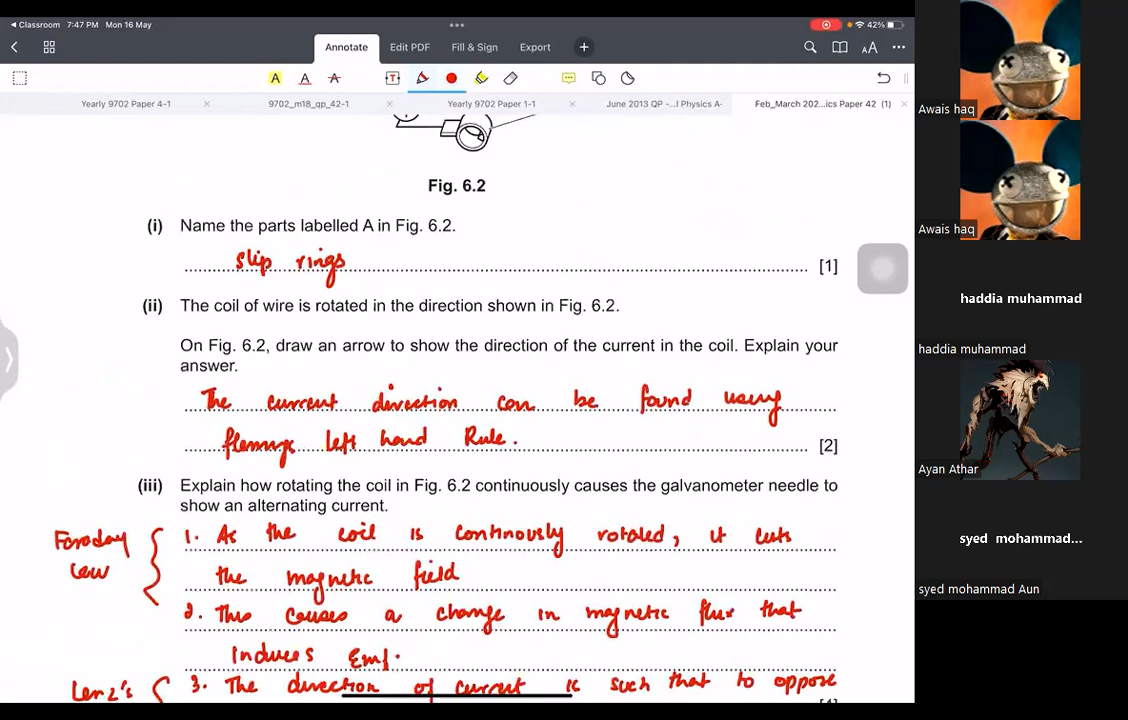 Classroom 7:47 PM Mon 16 May
42%
Annotate Edit PDF Fill & Sign Export
Yearly 9702 Paper 4-1
9702_m18_qp_42-1
Yearly 9702 Paper 1-1
June 2013 QP -...l Physics A-
Feb_March 202...ics Paper 42 (1)
Fig. 6.2
(i) Name the parts labelled A in Fig. 6.2.
slip rings [1]
(ii) The coil of wire is rotated in the direction shown in Fig. 6.2.
On Fig. 6.2, draw an arrow to show the direction of the current in the coil. Explain your
answer.
The current direction can be found using
flemings left hand Rule. [2]
(iii) Explain how rotating the coil in Fig. 6.2 continuously causes the galvanometer needle to
show an alternating current.
Faraday
Law
1. As the coil is continously rotated, it cuts
the magnetic field
2. This causes a change in magnetic flux that
Induces Emf.
Lenz's
3. The direction of current is such that to oppose
Awais haq
Awais haq
haddia muhammad
haddia muhammad
Ayan Athar
syed mohammad...
syed mohammad Aun